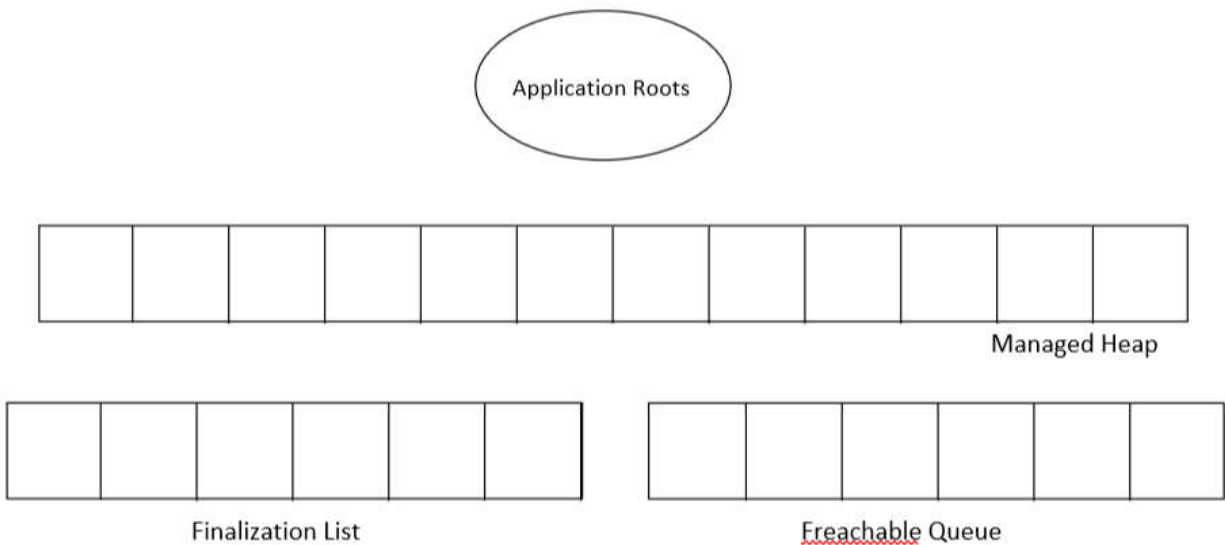 Application Roots
Managed Heap
Finalization List
Freachable Queue